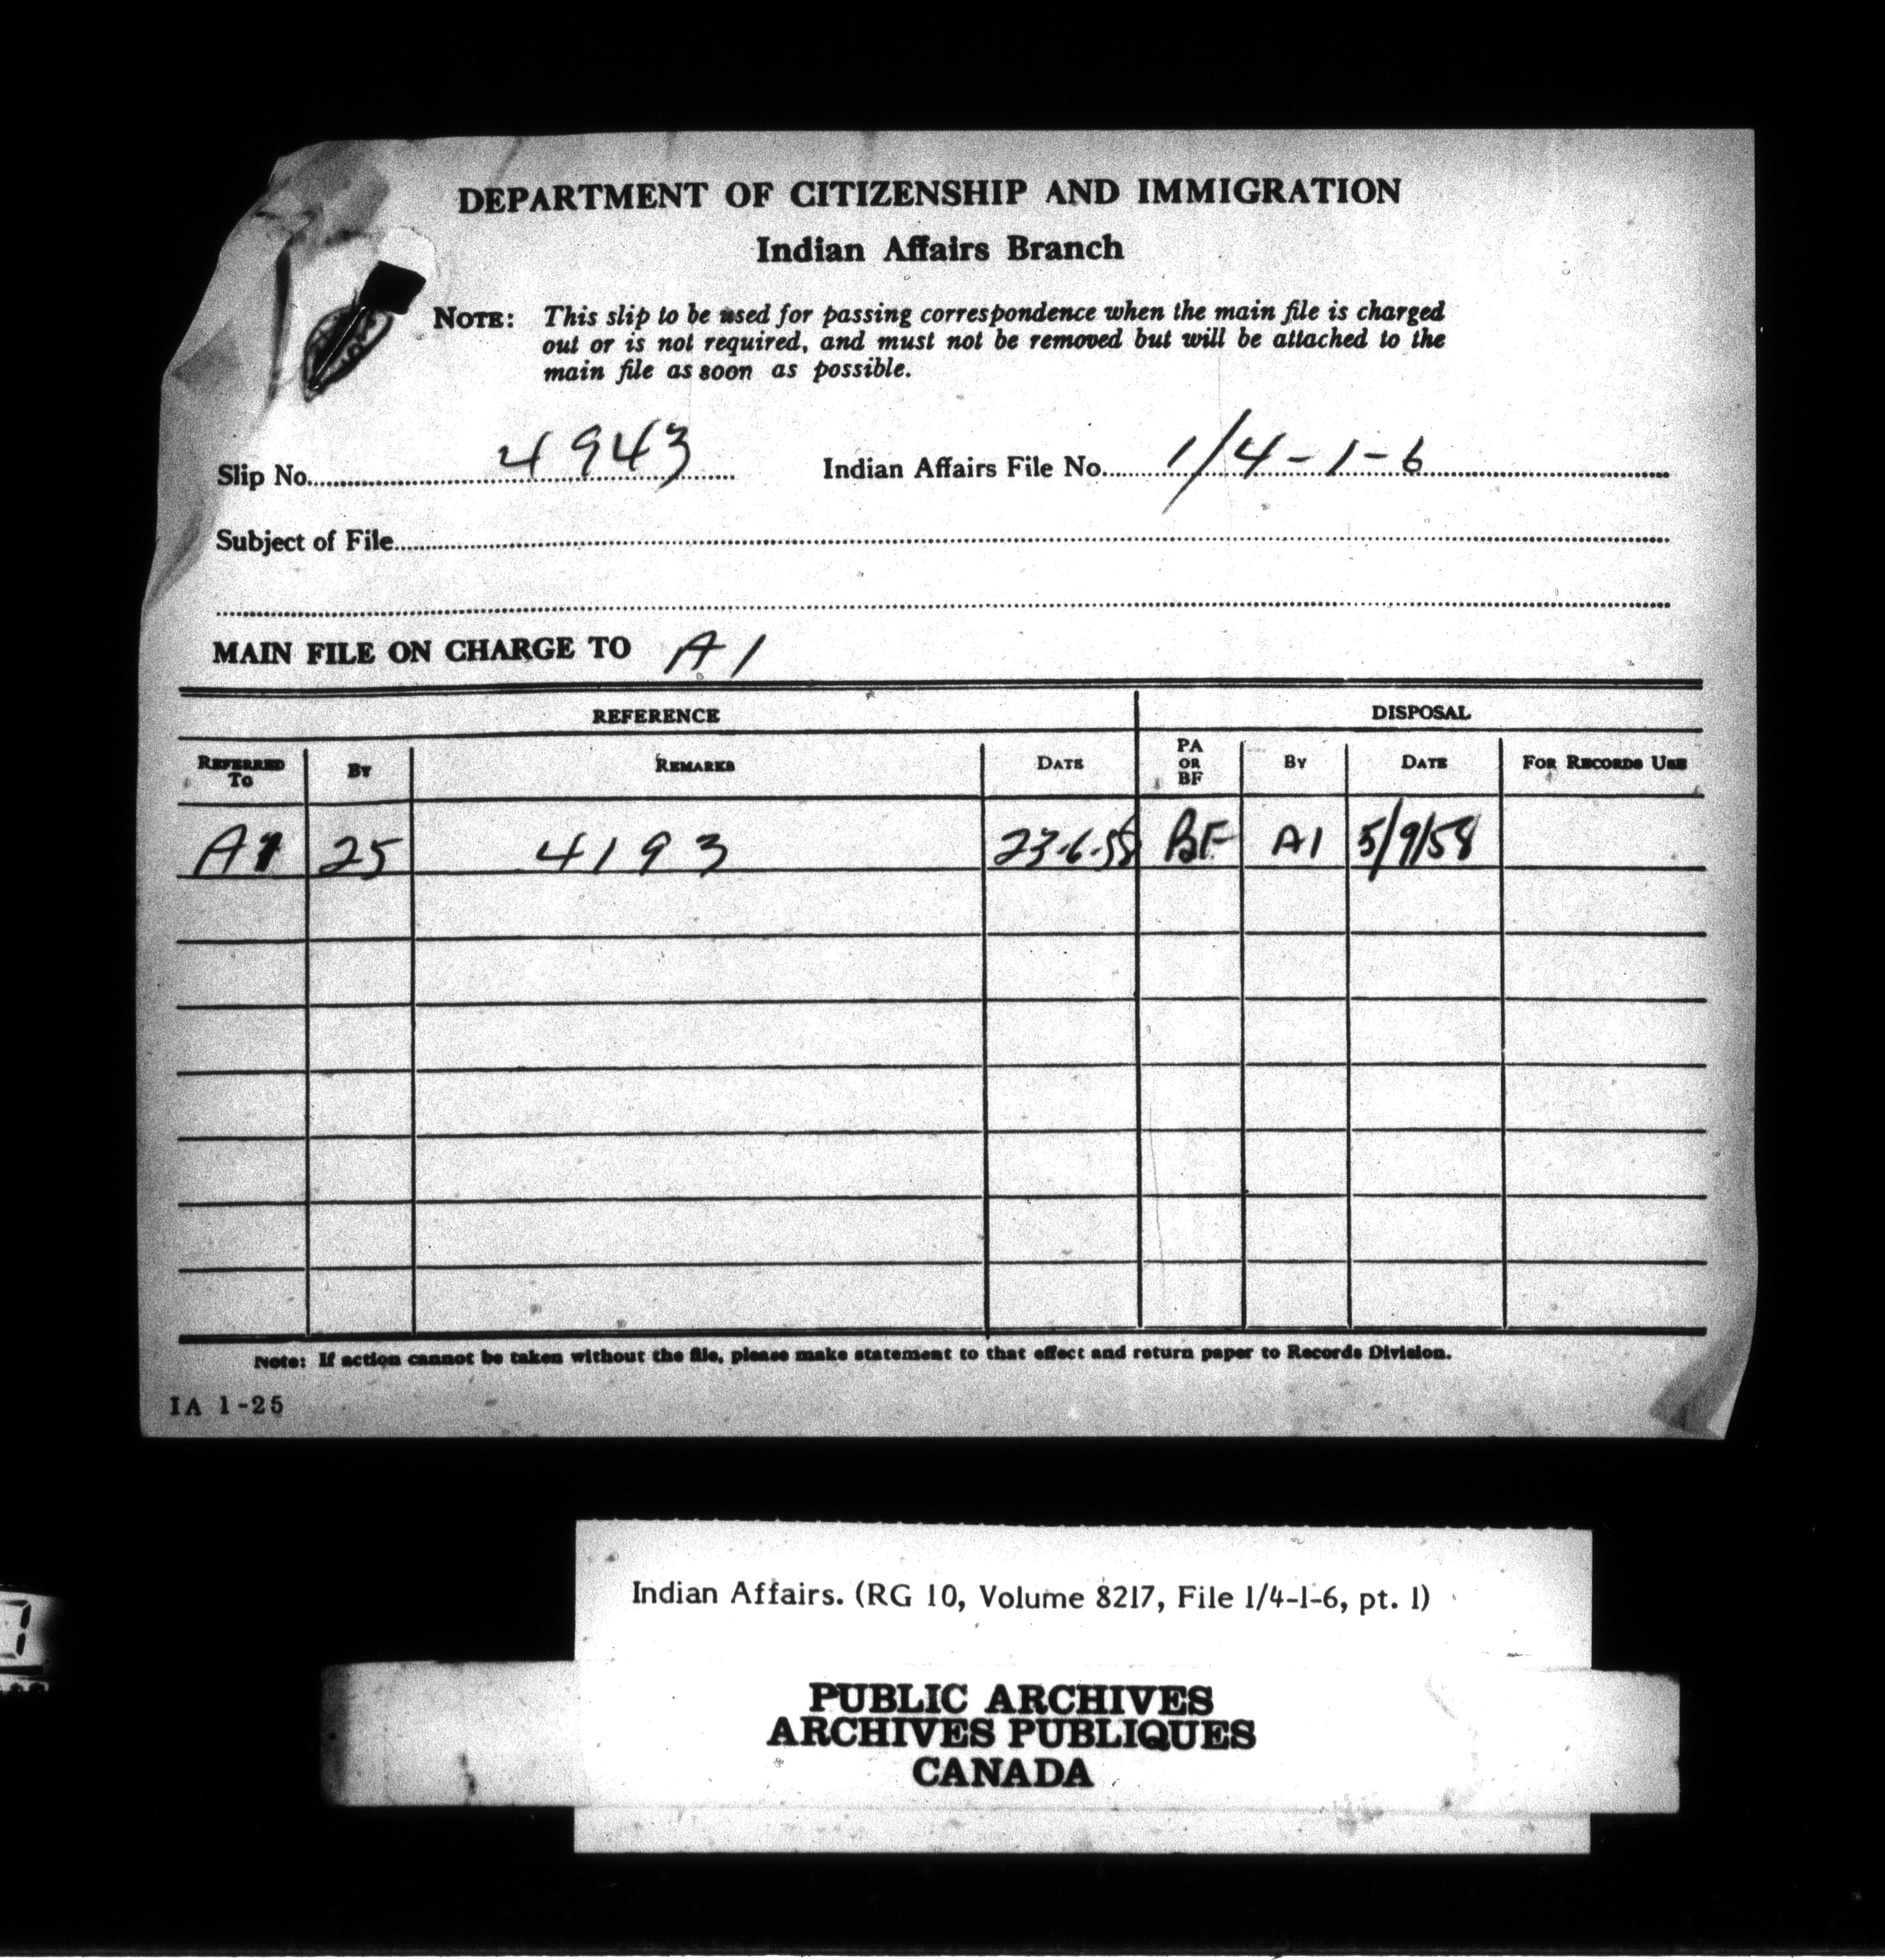 DEPARTMENT OF CITIZENSHIP AND IMMIGRATION
Indian Affairs Branch
NOTE: This slip to be used for passing correspondence when the main file is charged
out or is not required, and must not be removed but will be attached to the
main file as soon as possible.
Slip No. 4943 Indian Affairs File No. 1/4-1-6
Subject of File
MAIN FILE ON CHARGE TO A1
REFERENCE DISPOSAL
REFERRED TO BY REMARKS DATE PA OR BF BY DATE FOR RECORDS USE
A1 25 4193 23-6-58 BF A1 5/9/58
Note: If action cannot be taken without the file, please make statement to that effect and return paper to Records Division.
IA 1-25
Indian Affairs. (RG 10, Volume 8217, File 1/4-1-6, pt. 1)
PUBLIC ARCHIVES
ARCHIVES PUBLIQUES
CANADA